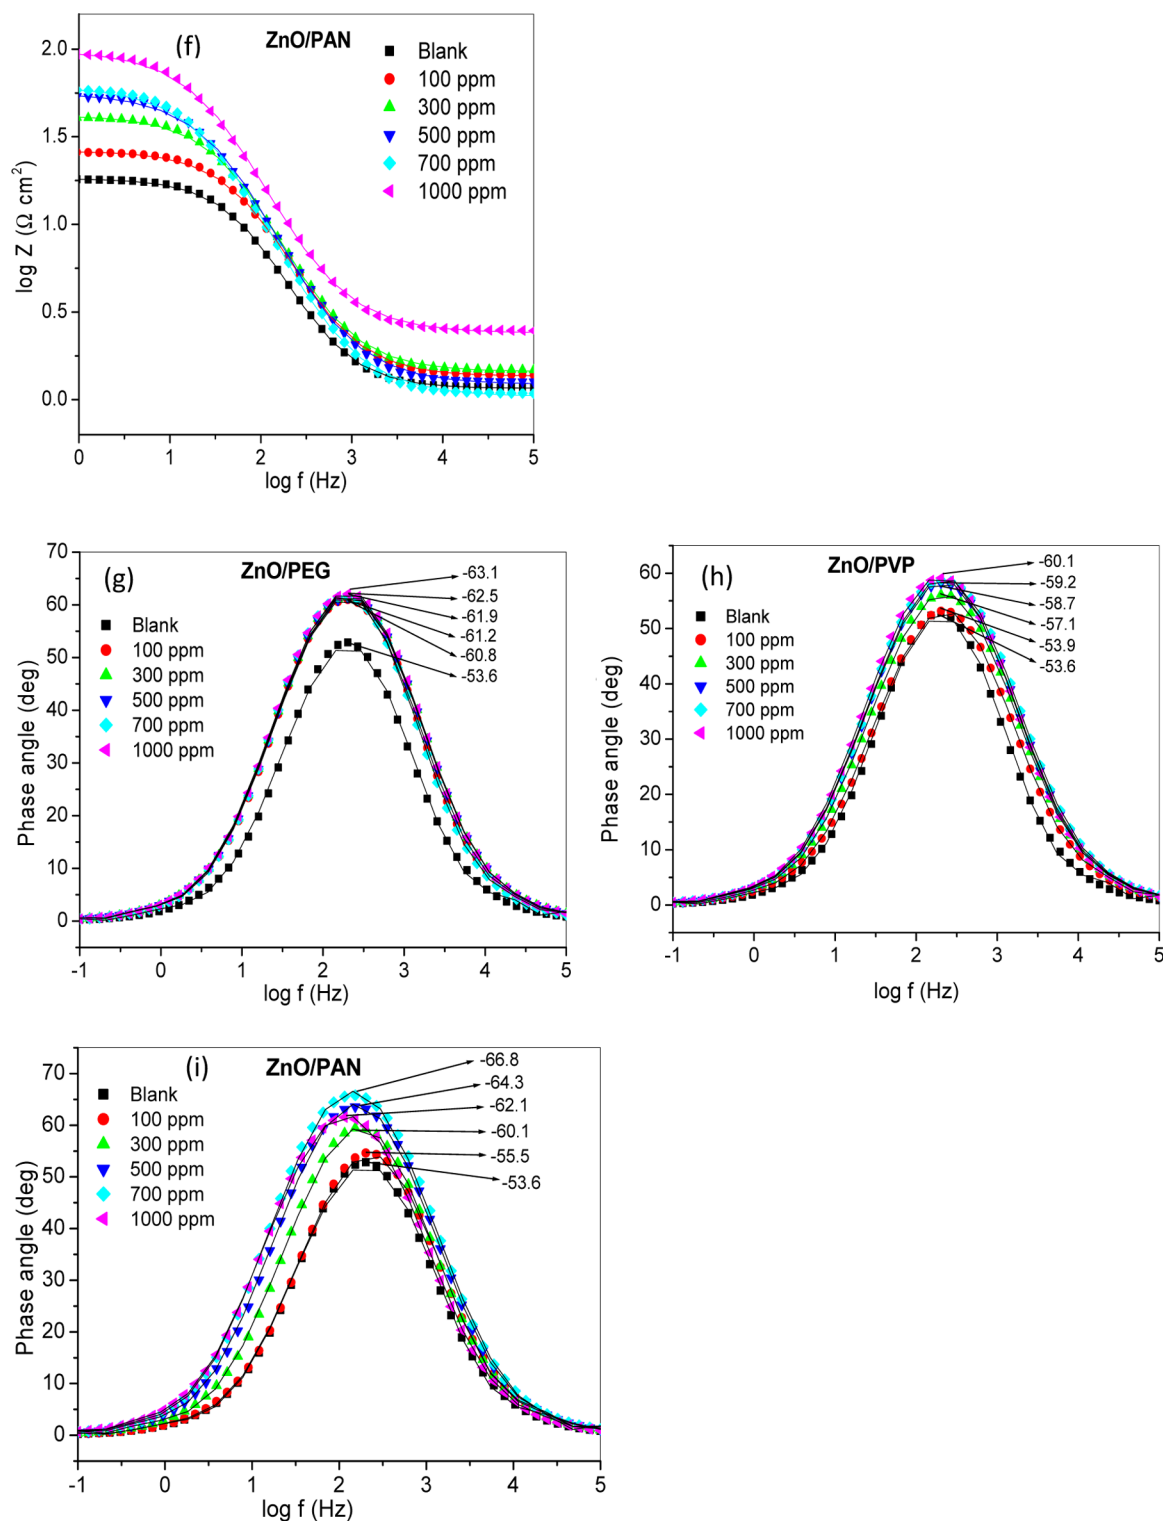 (f)
ZnO/PAN
Blank
100 ppm
300 ppm
500 ppm
700 ppm
1000 ppm
2.0
1.5
1.0
0.5
0.0
log Z (Ω cm²)
0 1 2 3 4 5
log f (Hz)
(g)
ZnO/PEG
Blank
100 ppm
300 ppm
500 ppm
700 ppm
1000 ppm
-63.1
-62.5
-61.9
-61.2
-60.8
-53.6
70
60
50
40
30
20
10
0
Phase angle (deg)
-1 0 1 2 3 4 5
log f (Hz)
(h)
ZnO/PVP
Blank
100 ppm
300 ppm
500 ppm
700 ppm
1000 ppm
-60.1
-59.2
-58.7
-57.1
-53.9
-53.6
60
50
40
30
20
10
0
Phase angle (deg)
-1 0 1 2 3 4 5
log f (Hz)
(i)
ZnO/PAN
Blank
100 ppm
300 ppm
500 ppm
700 ppm
1000 ppm
-66.8
-64.3
-62.1
-60.1
-55.5
-53.6
70
60
50
40
30
20
10
0
Phase angle (deg)
-1 0 1 2 3 4 5
log f (Hz)